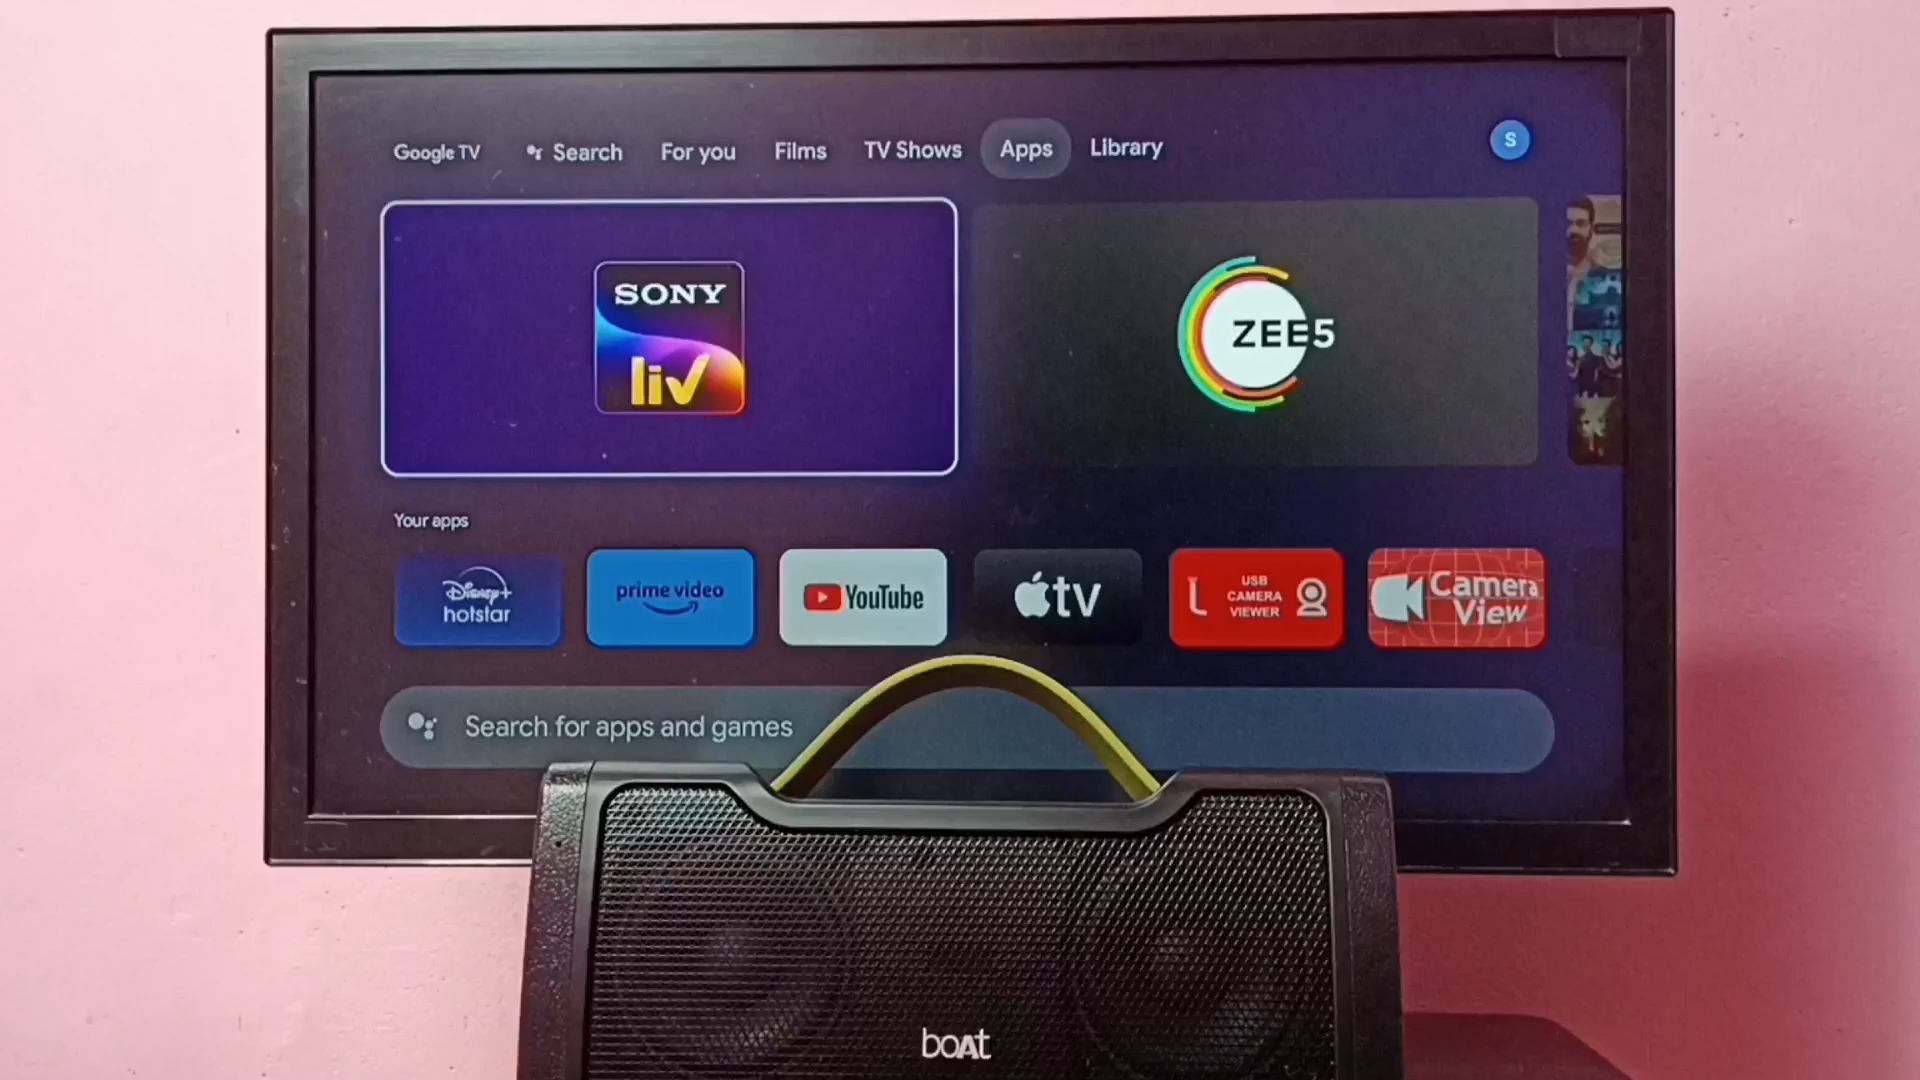 Google TV Search For you Films TV Shows Apps Library S
SONY
liv
ZEE5
Your apps
Disney+
hotstar
prime video
YouTube
tv
USB
CAMERA
VIEWER
Camera
View
Search for apps and games
boAt